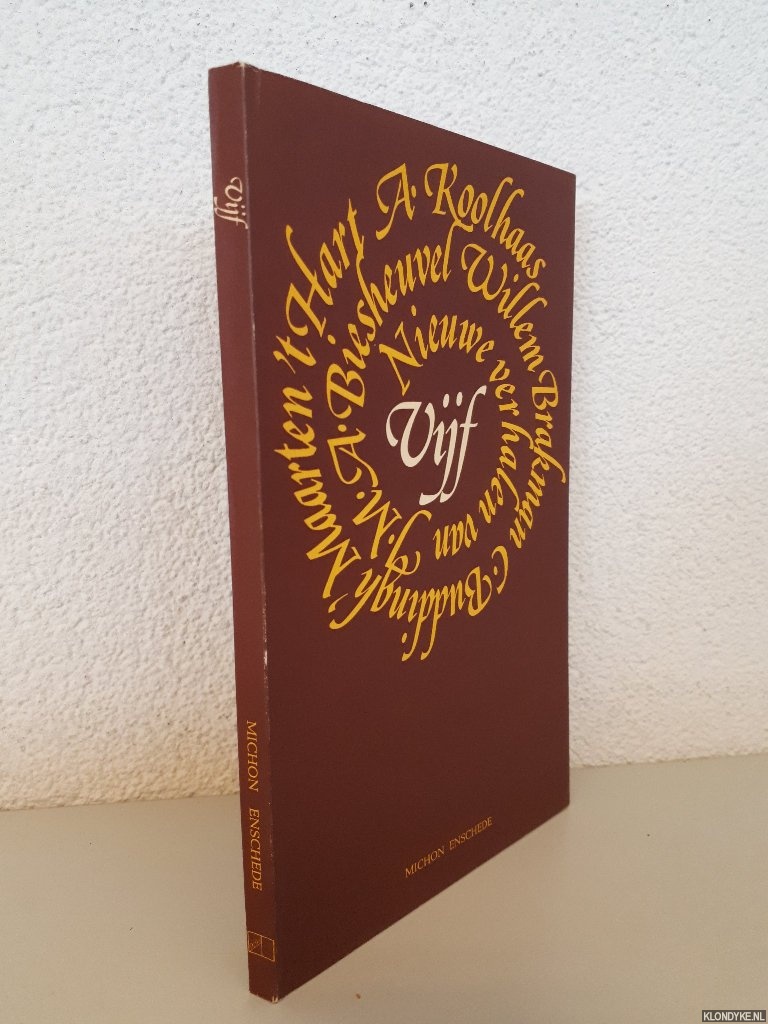 Vijf
MICHON ENSCHEDE
Vijf
Nieuwe verhalen van J.M.A. Biesheuvel Willem Brakman C. Buddingh' Maarten 't Hart A. Koolhaas
MICHON ENSCHEDE
KLONDYKE.NL